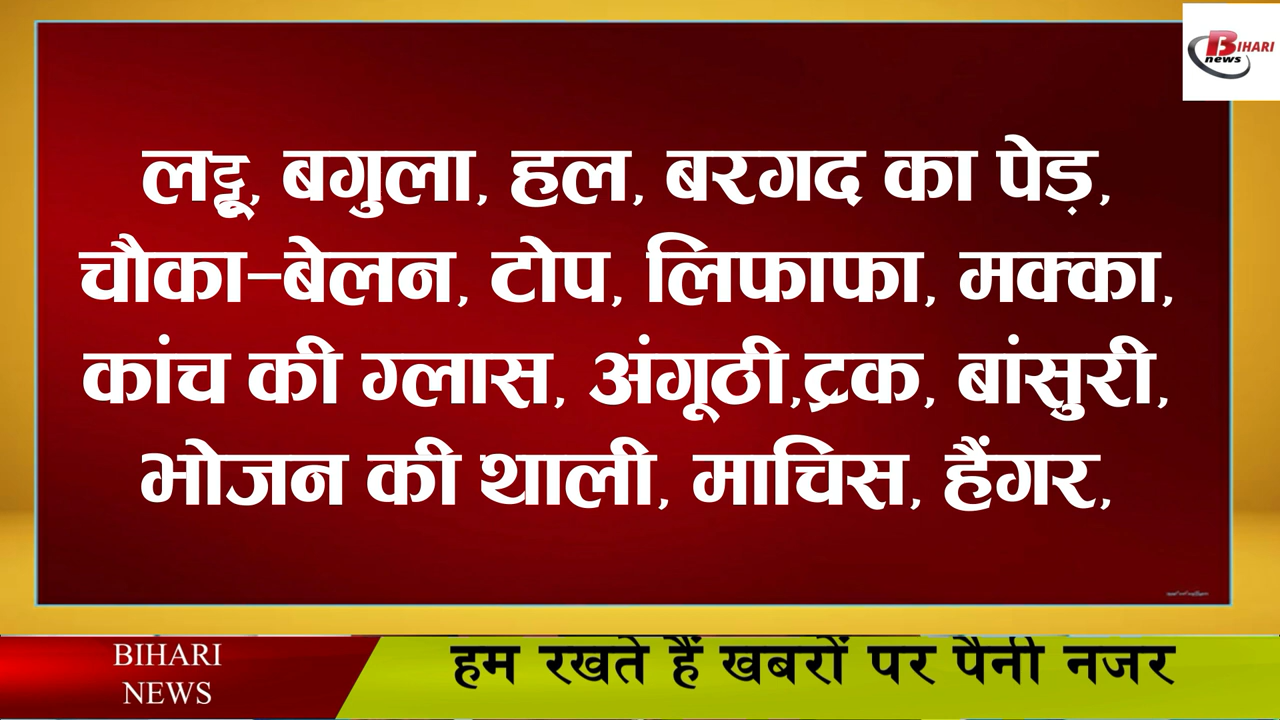 BIHARI
news
लट्टू, बगुला, हल, बरगद का पेड़,
चौका-बेलन, टोप, लिफाफा, मक्का,
कांच की ग्लास, अंगूठी,ट्रक, बांसुरी,
भोजन की थाली, माचिस, हैंगर,
BIHARI
NEWS
हम रखते हैं खबरों पर पैनी नजर